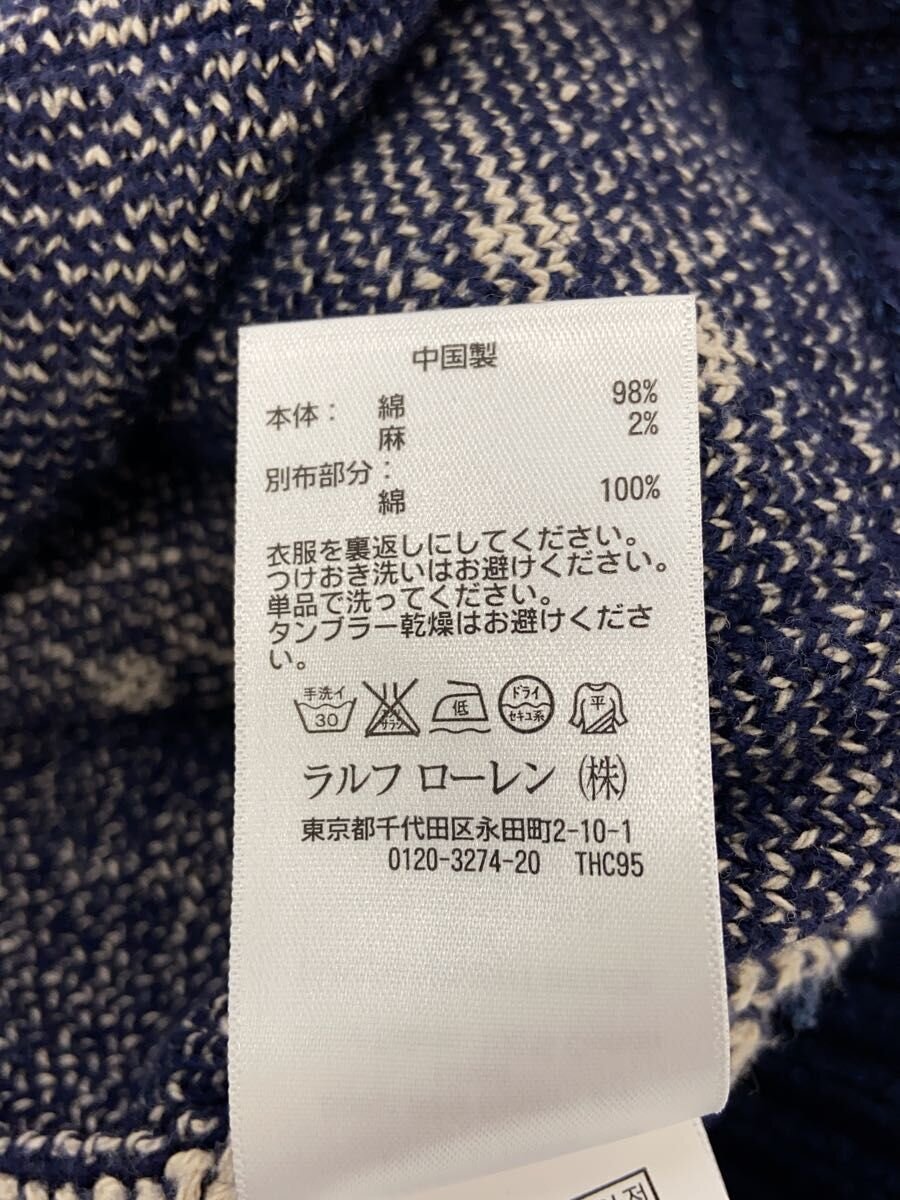 中国製
本体： 綿 98%
麻 2%
別布部分：
綿 100%
衣服を裏返しにしてください。
つけおき洗いはお避けください。
単品で洗ってください。
タンブラー乾燥はお避けくださ
い。
手洗イ 30 サラシ 低 ドライ セキユ系 平
ラルフ ローレン (株)
東京都千代田区永田町2-10-1
0120-3274-20 THC95